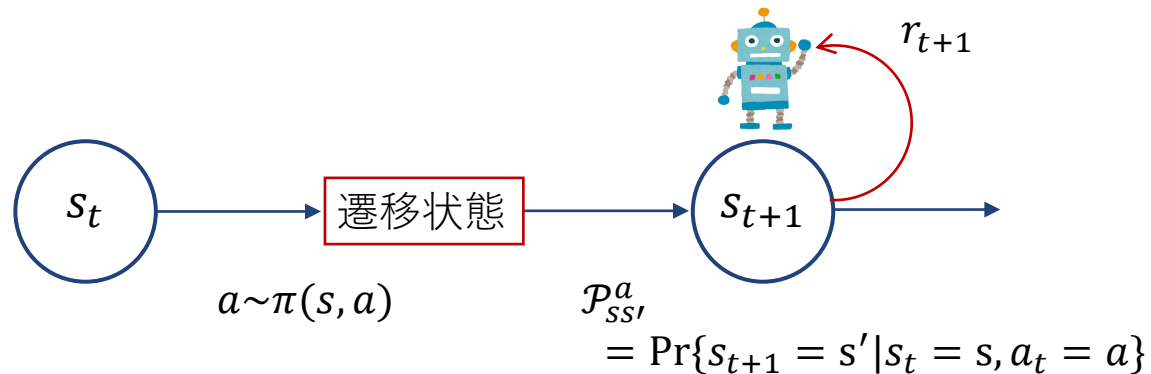 r_{t+1}
s_t
遷移状態
s_{t+1}
a~π(s, a)
𝒫^a_{ss′}
= Pr{s_{t+1} = s′|s_t = s, a_t = a}